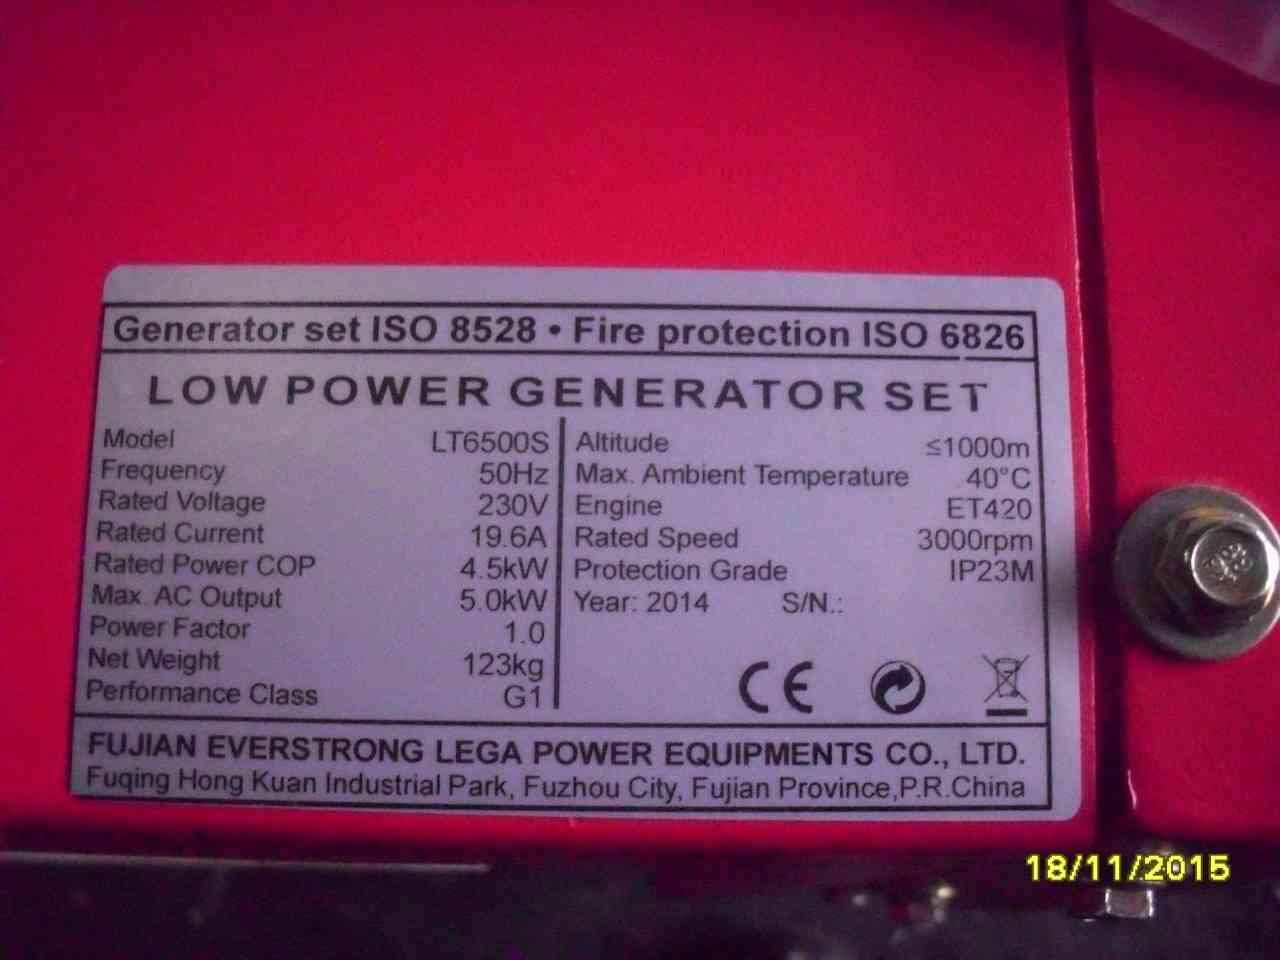 Generator set ISO 8528 • Fire protection ISO 6826
LOW POWER GENERATOR SET
Model LT6500S
Frequency 50Hz
Rated Voltage 230V
Rated Current 19.6A
Rated Power COP 4.5kW
Max. AC Output 5.0kW
Power Factor 1.0
Net Weight 123kg
Performance Class G1
Altitude ≤1000m
Max. Ambient Temperature 40°C
Engine ET420
Rated Speed 3000rpm
Protection Grade IP23M
Year: 2014 S/N.:
CE
FUJIAN EVERSTRONG LEGA POWER EQUIPMENTS CO., LTD.
Fuqing Hong Kuan Industrial Park, Fuzhou City, Fujian Province,P.R.China
18/11/2015